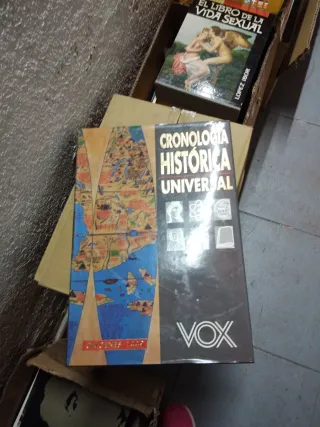 EL LIBRO DE LA
VIDA SEXUAL
CRONOLOGÍA
HISTÓRICA
UNIVERSAL
VOX